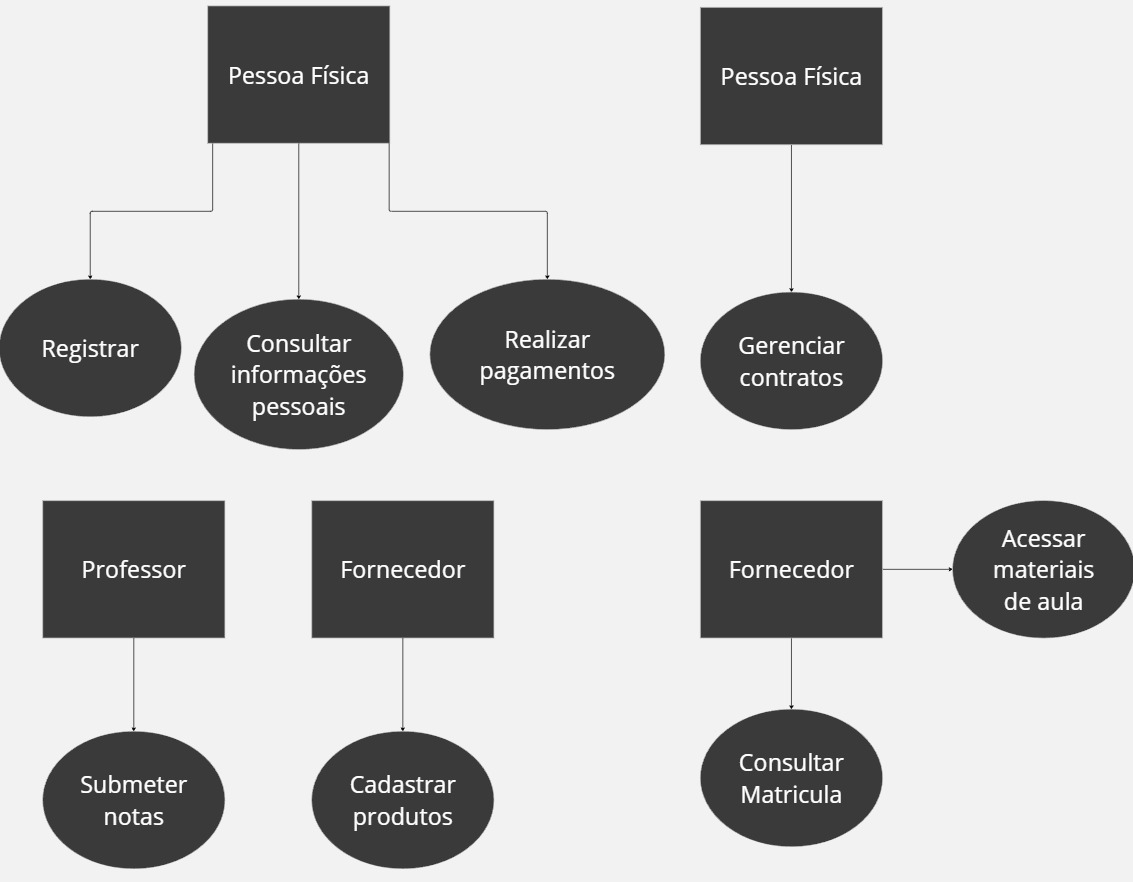 Pessoa Física
Pessoa Física
Registrar
Consultar
informações
pessoais
Realizar
pagamentos
Gerenciar
contratos
Professor
Fornecedor
Fornecedor
Acessar
materiais
de aula
Submeter
notas
Cadastrar
produtos
Consultar
Matricula